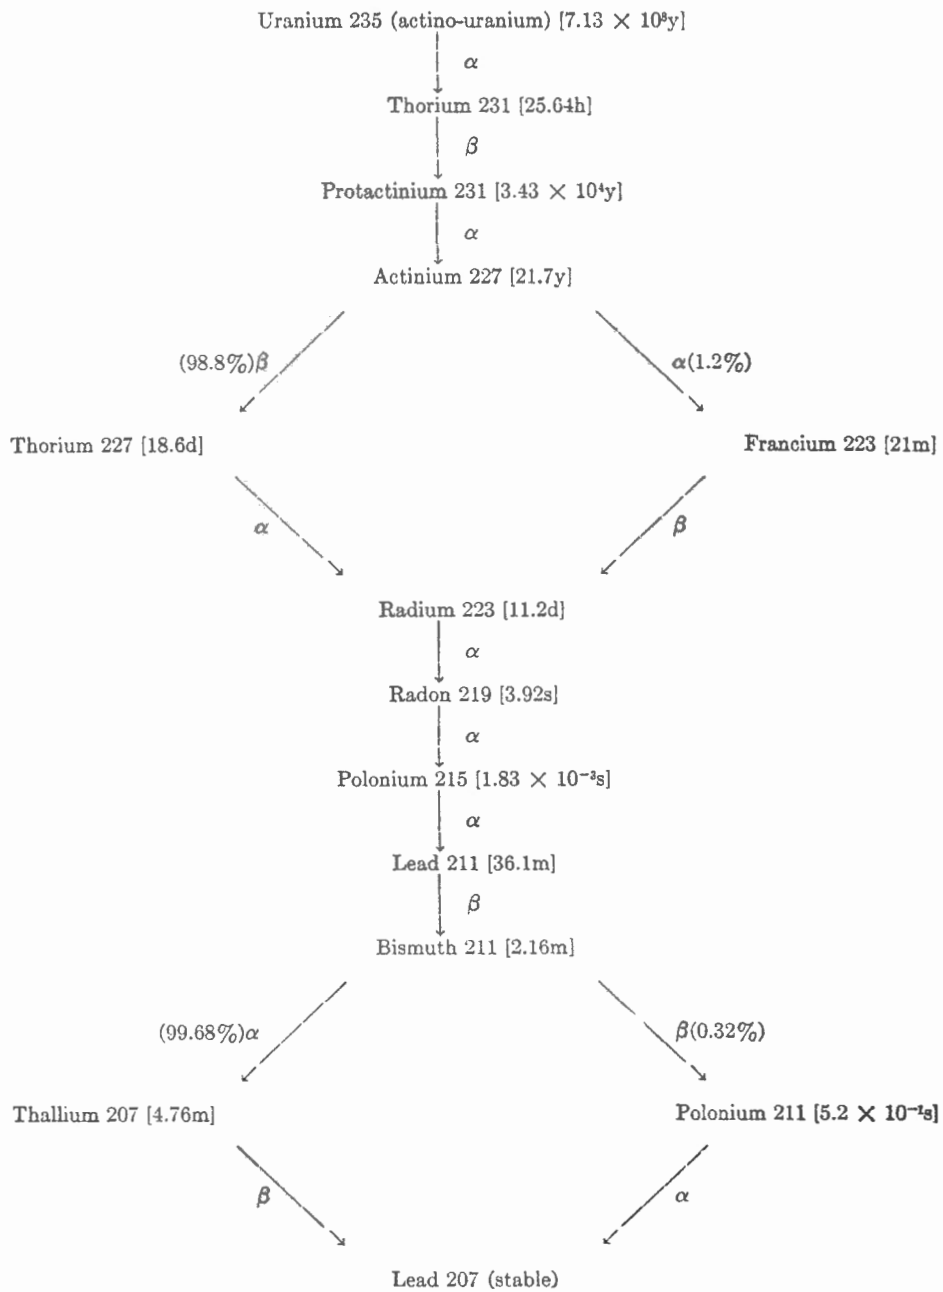 Uranium 235 (actino-uranium) [7.13 × 10⁸y]
α
Thorium 231 [25.64h]
β
Protactinium 231 [3.43 × 10⁴y]
α
Actinium 227 [21.7y]
(98.8%)β
α(1.2%)
Thorium 227 [18.6d]
Francium 223 [21m]
α
β
Radium 223 [11.2d]
α
Radon 219 [3.92s]
α
Polonium 215 [1.83 × 10⁻³s]
α
Lead 211 [36.1m]
β
Bismuth 211 [2.16m]
(99.68%)α
β(0.32%)
Thallium 207 [4.76m]
Polonium 211 [5.2 × 10⁻¹s]
β
α
Lead 207 (stable)